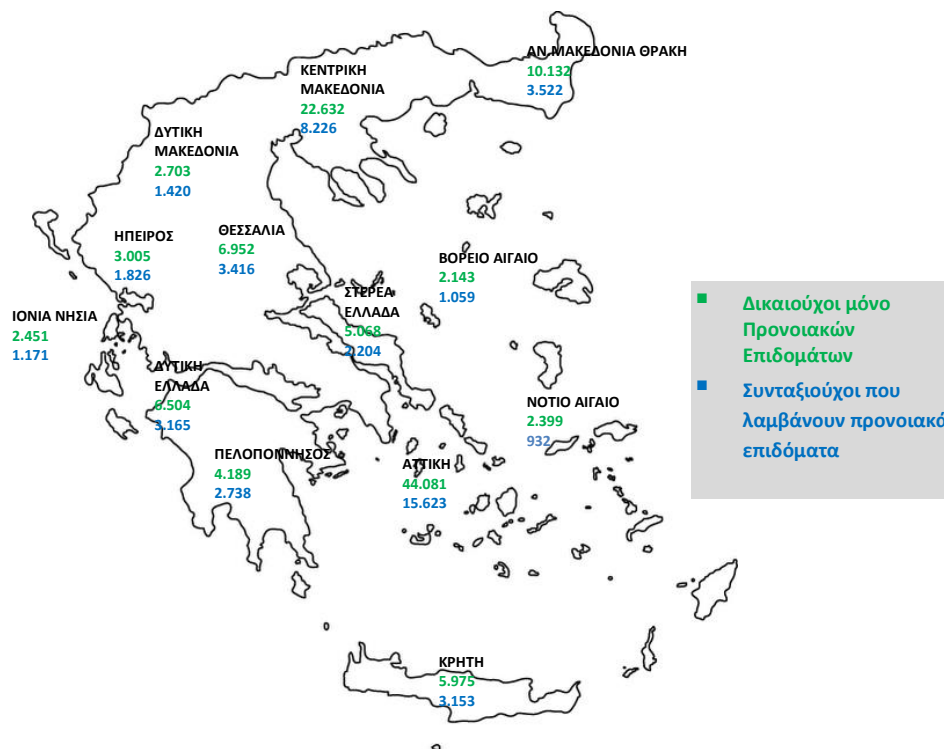 ΑΝ.ΜΑΚΕΔΟΝΙΑ ΘΡΑΚΗ
10.132
3.522
ΚΕΝΤΡΙΚΗ
ΜΑΚΕΔΟΝΙΑ
22.632
8.226
ΔΥΤΙΚΗ
ΜΑΚΕΔΟΝΙΑ
2.703
1.420
ΗΠΕΙΡΟΣ
3.005
1.826
ΘΕΣΣΑΛΙΑ
6.952
3.416
ΒΟΡΕΙΟ ΑΙΓΑΙΟ
2.143
1.059
ΣΤΕΡΕΑ
ΕΛΛΑΔΑ
5.068
2.204
ΙΟΝΙΑ ΝΗΣΙΑ
2.451
1.171
ΔΥΤΙΚΗ
ΕΛΛΑΔΑ
6.504
3.165
ΝΟΤΙΟ ΑΙΓΑΙΟ
2.399
932
ΠΕΛΟΠΟΝΝΗΣΟΣ
4.189
2.738
ΑΤΤΙΚΗ
44.081
15.623
ΚΡΗΤΗ
5.975
3.153
Δικαιούχοι μόνο
Προνοιακών
Επιδομάτων
Συνταξιούχοι που
λαμβάνουν προνοιακά
επιδόματα